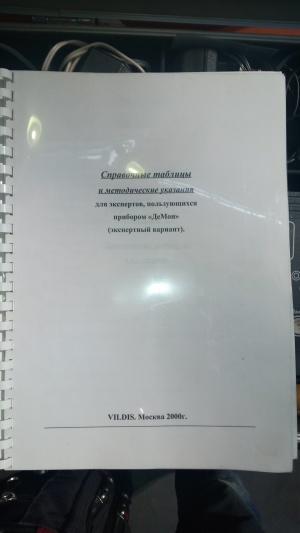 Справочные таблицы
и методические указания
для экспертов, пользующихся
прибором «ДеМон»
(экспертный вариант).
VILDIS. Москва 2000г.